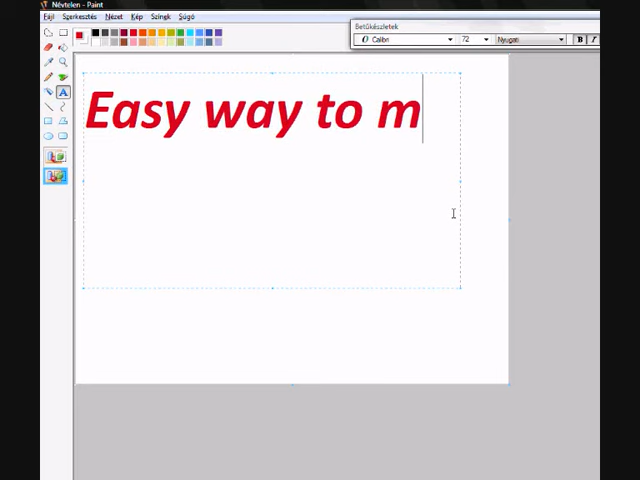 Névtelen - Paint
Fájl Szerkesztés Nézet Kép Színek Súgó
Betűkészletek
O Calibri 72 Nyugati B I
A
Easy way to m